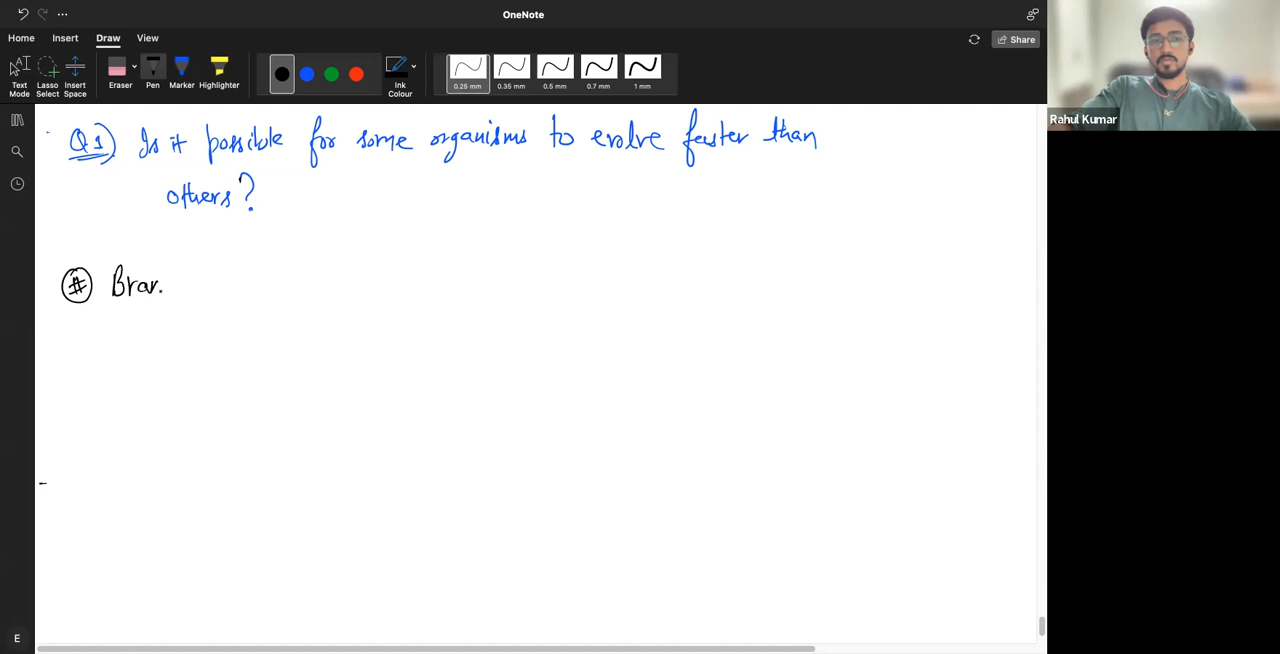 OneNote
Home Insert Draw View
Share
Text Mode
Lasso Select
Insert Space
Eraser
Pen
Marker
Highlighter
Ink Colour
0.25 mm
0.35 mm
0.5 mm
0.7 mm
1 mm
Rahul Kumar
Q1) Is it possible for some organisms to evolve faster than
others?
# Bran.
E